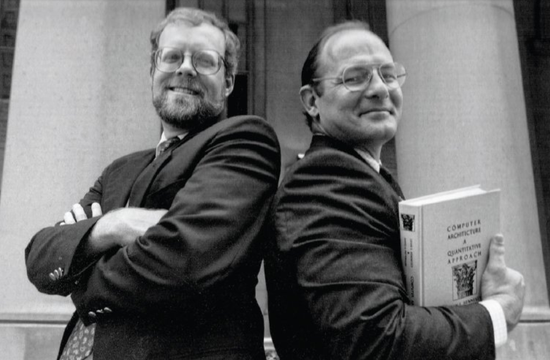 COMPUTER
ARCHITECTURE
A
QUANTITATIVE
APPROACH